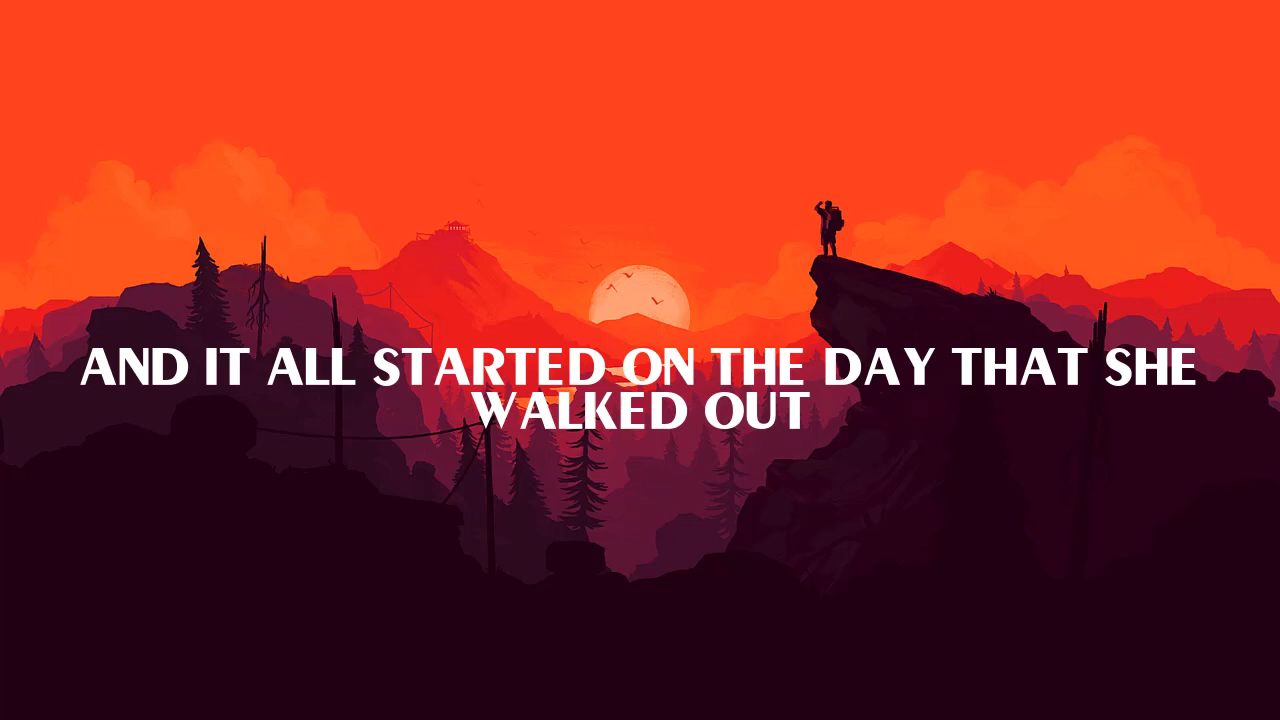 AND IT ALL STARTED ON THE DAY THAT SHE
WALKED OUT